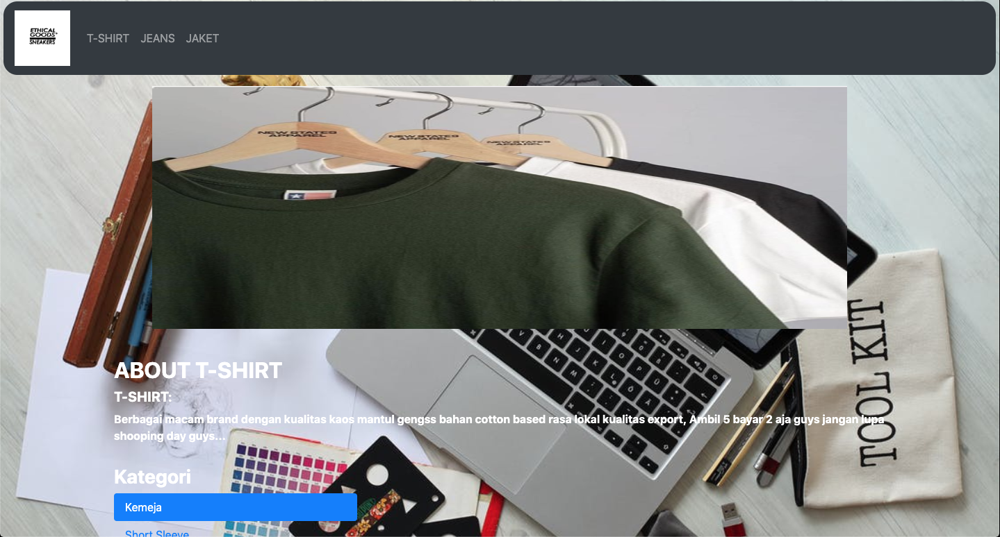 ETHICAL
GOODS
SNEAKERS
T-SHIRT JEANS JAKET
NEW STATES
APPAREL
NEW STATES
APPAREL
NEW STATES
APPAREL
TOOL KIT
ABOUT T-SHIRT
T-SHIRT:
Berbagai macam brand dengan kualitas kaos mantul gengss bahan cotton based rasa lokal kualitas export, Ambil 5 bayar 2 aja guys jangan lupa
shooping day guys...
Kategori
Kemeja
Short Sleeve